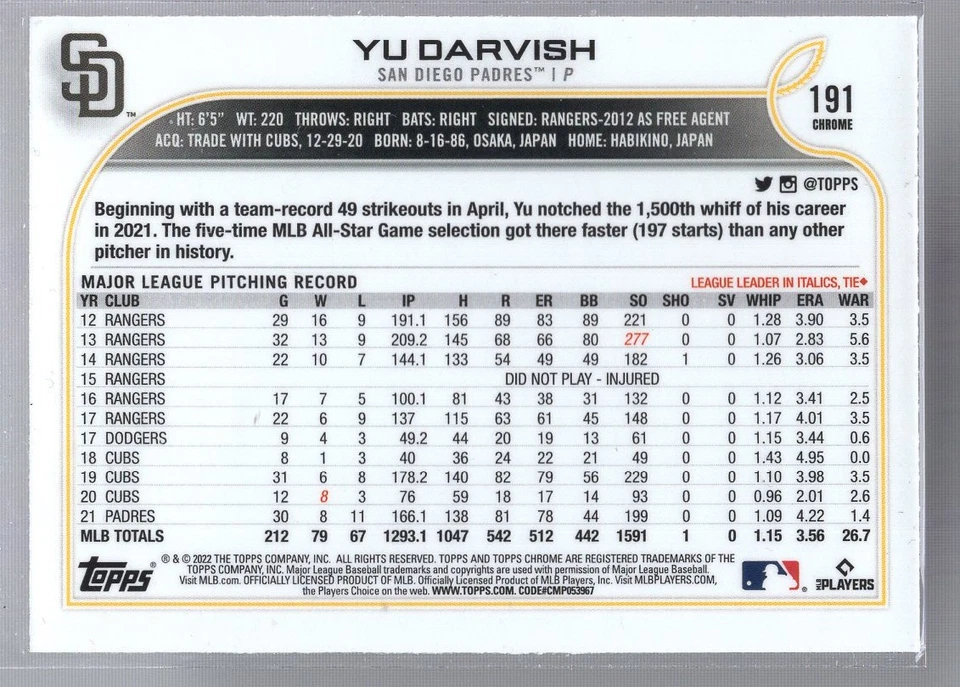 SD™
YU DARVISH
SAN DIEGO PADRES™ | P
191
CHROME
HT: 6'5" WT: 220 THROWS: RIGHT BATS: RIGHT SIGNED: RANGERS-2012 AS FREE AGENT
ACQ: TRADE WITH CUBS, 12-29-20 BORN: 8-16-86, OSAKA, JAPAN HOME: HABIKINO, JAPAN
@TOPPS
Beginning with a team-record 49 strikeouts in April, Yu notched the 1,500th whiff of his career
in 2021. The five-time MLB All-Star Game selection got there faster (197 starts) than any other
pitcher in history.
MAJOR LEAGUE PITCHING RECORD LEAGUE LEADER IN ITALICS, TIE♦
YR CLUB G W L IP H R ER BB SO SHO SV WHIP ERA WAR
12 RANGERS 29 16 9 191.1 156 89 83 89 221 0 0 1.28 3.90 3.5
13 RANGERS 32 13 9 209.2 145 68 66 80 277 0 0 1.07 2.83 5.6
14 RANGERS 22 10 7 144.1 133 54 49 49 182 1 0 1.26 3.06 3.5
15 RANGERS DID NOT PLAY - INJURED
16 RANGERS 17 7 5 100.1 81 43 38 31 132 0 0 1.12 3.41 2.5
17 RANGERS 22 6 9 137 115 63 61 45 148 0 0 1.17 4.01 3.5
17 DODGERS 9 4 3 49.2 44 20 19 13 61 0 0 1.15 3.44 0.6
18 CUBS 8 1 3 40 36 24 22 21 49 0 0 1.43 4.95 0.0
19 CUBS 31 6 8 178.2 140 82 79 56 229 0 0 1.10 3.98 3.5
20 CUBS 12 8 3 76 59 18 17 14 93 0 0 0.96 2.01 2.6
21 PADRES 30 8 11 166.1 138 81 78 44 199 0 0 1.09 4.22 1.4
MLB TOTALS 212 79 67 1293.1 1047 542 512 442 1591 1 0 1.15 3.56 26.7
topps®
® & © 2022 THE TOPPS COMPANY, INC. ALL RIGHTS RESERVED. TOPPS AND TOPPS CHROME ARE REGISTERED TRADEMARKS OF THE
TOPPS COMPANY, INC. Major League Baseball trademarks and copyrights are used with permission of Major League Baseball.
Visit MLB.com. OFFICIALLY LICENSED PRODUCT OF MLB. Officially Licensed Product of MLB Players, Inc. Visit MLBPLAYERS.COM,
the Players Choice on the web. WWW.TOPPS.COM. CODE#CMP053967
MLB PLAYERS